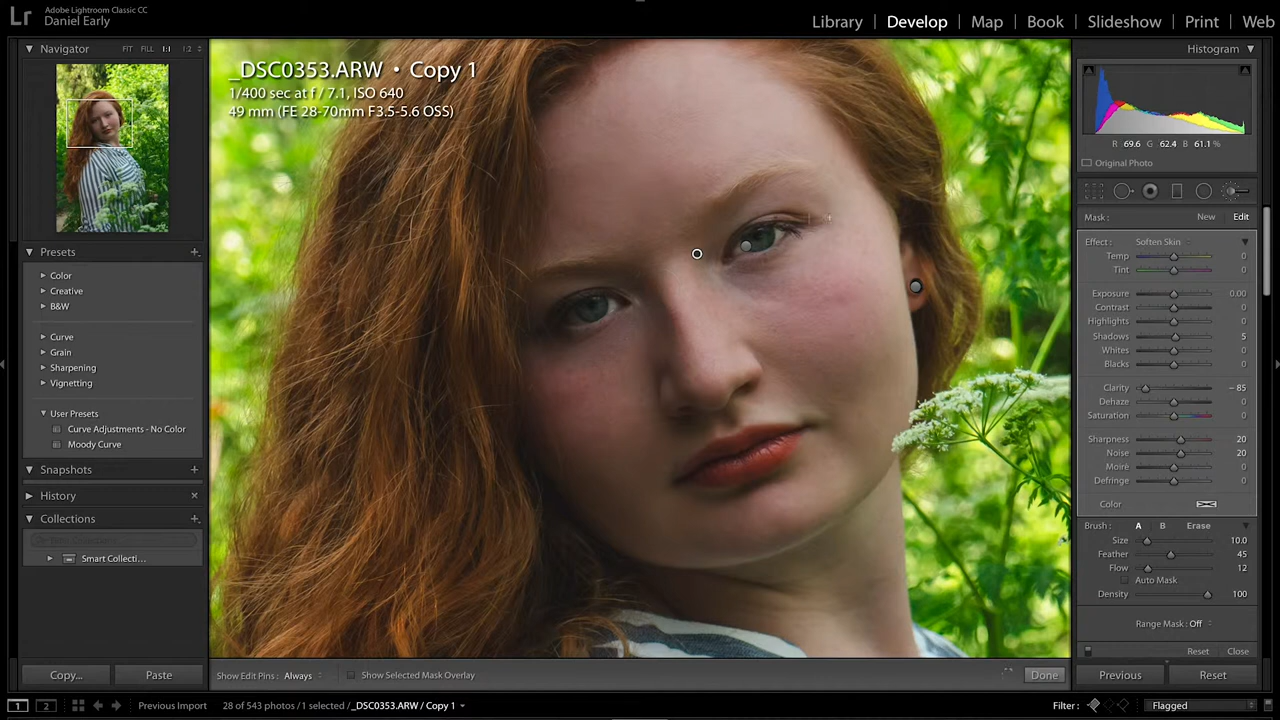 Lr
Adobe Lightroom Classic CC
Daniel Early
Library | Develop | Map | Book | Slideshow | Print | Web
Navigator FIT FILL 1:1 1:2
Presets +
Color
Creative
B&W
Curve
Grain
Sharpening
Vignetting
User Presets
Curve Adjustments - No Color
Moody Curve
Snapshots +
History ×
Collections +
Smart Collecti...
Copy... Paste
_DSC0353.ARW • Copy 1
1/400 sec at f / 7.1, ISO 640
49 mm (FE 28-70mm F3.5-5.6 OSS)
Show Edit Pins : Always
Show Selected Mask Overlay
Done
Histogram
R 69.6 G 62.4 B 61.1 %
Original Photo
Mask : New Edit
Effect : Soften Skin
Temp 0
Tint 0
Exposure 0.00
Contrast 0
Highlights 0
Shadows 5
Whites 0
Blacks 0
Clarity – 85
Dehaze 0
Saturation 0
Sharpness 20
Noise 20
Moiré 0
Defringe 0
Color
Brush : A B Erase
Size 10.0
Feather 45
Flow 12
Auto Mask
Density 100
Range Mask : Off
Reset Close
Previous Reset
1 2 Previous Import 28 of 543 photos / 1 selected / _DSC0353.ARW / Copy 1
Filter : Flagged